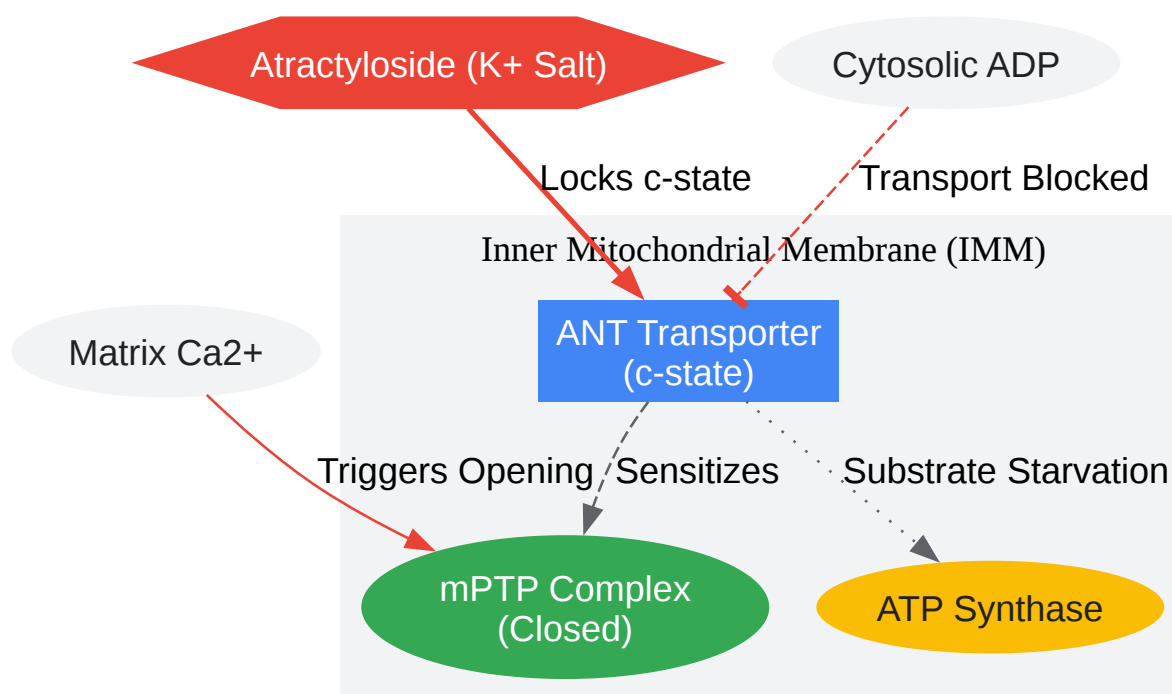 Atractyloside (K+ Salt)
Cytosolic ADP
Locks c-state
Transport Blocked
Inner Mitochondrial Membrane (IMM)
ANT Transporter
(c-state)
Matrix Ca2+
Triggers Opening
Sensitizes
Substrate Starvation
mPTP Complex
(Closed)
ATP Synthase